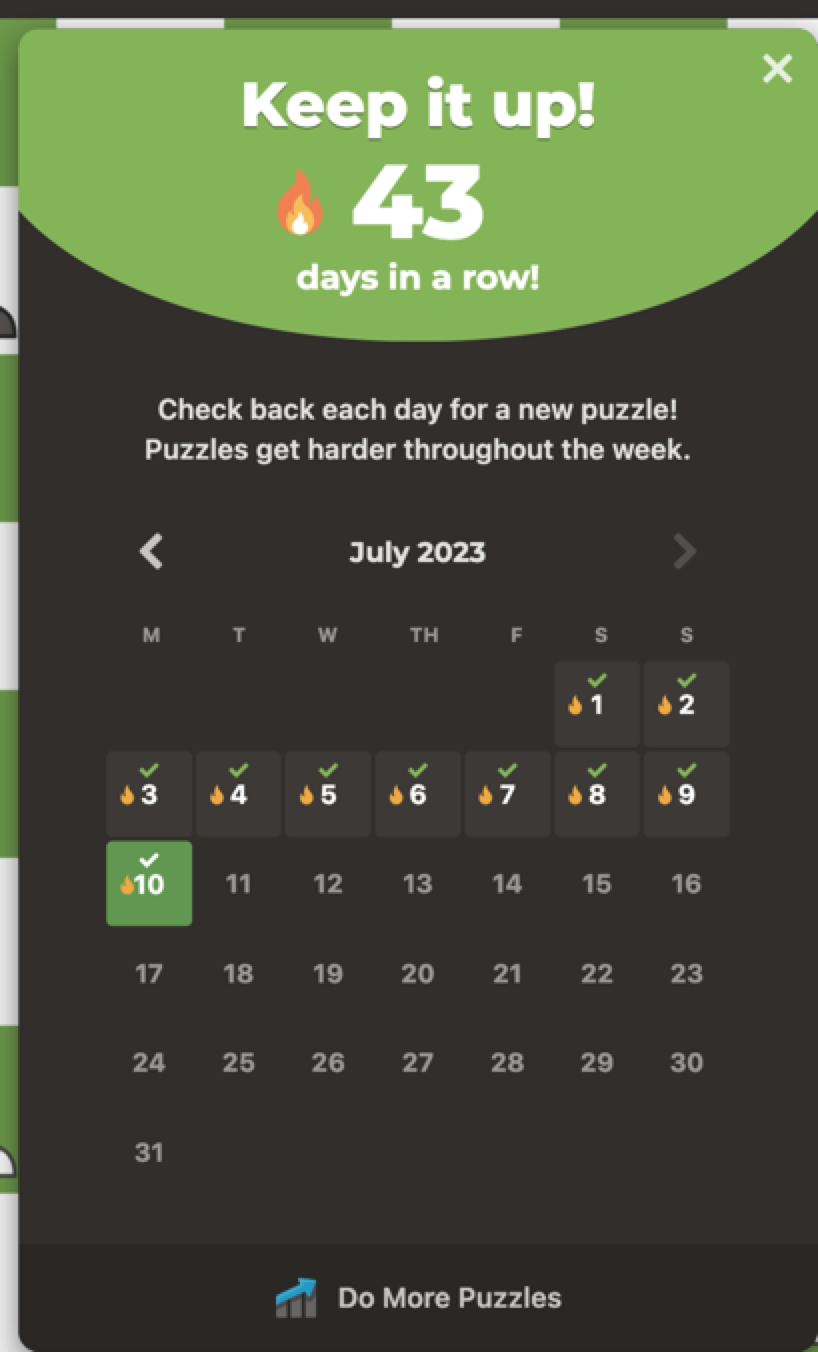 Keep it up!
43
days in a row!
Check back each day for a new puzzle!
Puzzles get harder throughout the week.
July 2023
M T W TH F S S
1 2
3 4 5 6 7 8 9
10 11 12 13 14 15 16
17 18 19 20 21 22 23
24 25 26 27 28 29 30
31
Do More Puzzles